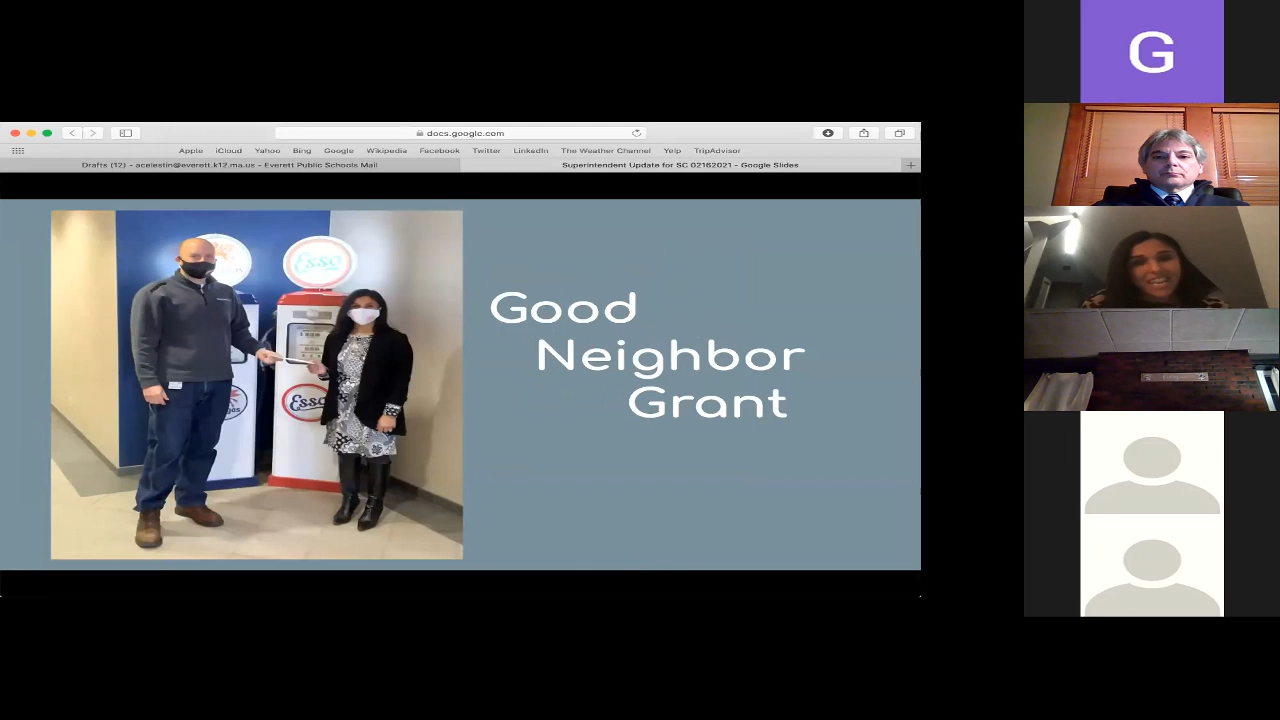 G
docs.google.com
Apple iCloud Yahoo Bing Google Wikipedia Facebook Twitter LinkedIn The Weather Channel Yelp TripAdvisor
Drafts (12) - acelestin@everett.k12.ma.us - Everett Public Schools Mail
Superintendent Update for SC 02162021 - Google Slides
Esso
Esso
Good
Neighbor
Grant